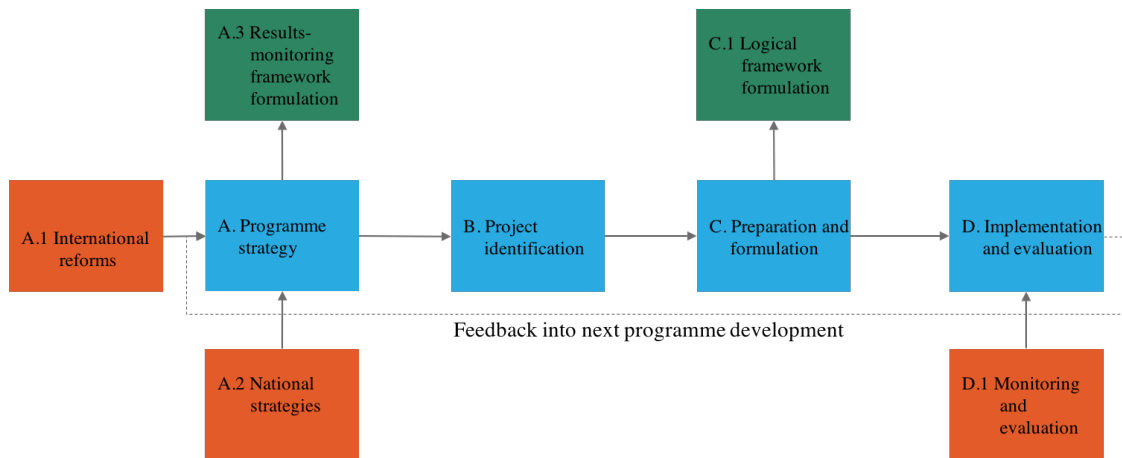 A.3 Results-
monitoring
framework
formulation
C.1 Logical
framework
formulation
A.1 International
reforms
A. Programme
strategy
B. Project
identification
C. Preparation and
formulation
D. Implementation
and evaluation
Feedback into next programme development
A.2 National
strategies
D.1 Monitoring
and
evaluation